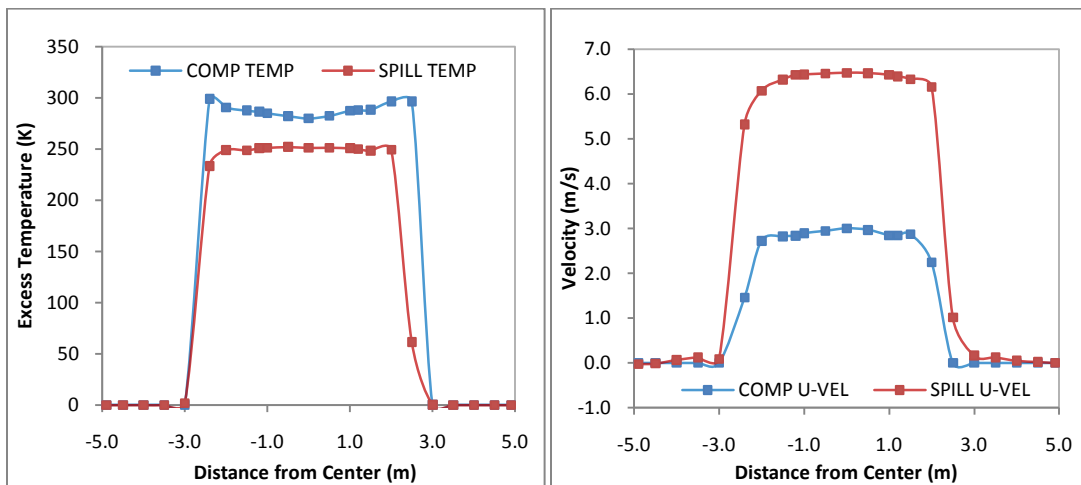 350
300
250
200
150
100
50
0
COMP TEMP
SPILL TEMP
Excess Temperature (K)
-5.0 -3.0 -1.0 1.0 3.0 5.0
Distance from Center (m)
7.0
6.0
5.0
4.0
3.0
2.0
1.0
0.0
-1.0
Velocity (m/s)
COMP U-VEL
SPILL U-VEL
-5.0 -3.0 -1.0 1.0 3.0 5.0
Distance from Center (m)